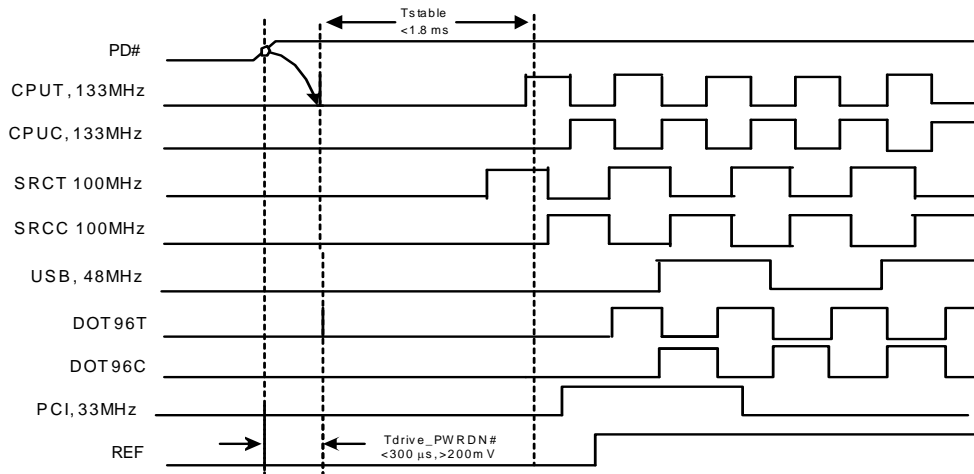 Tstable
<1.8 ms
PD#
CPUT, 133MHz
CPUC, 133MHz
SRCT 100MHz
SRCC 100MHz
USB, 48MHz
DOT96T
DOT96C
PCI, 33MHz
Tdrive_PWRDN#
<300 μs, >200mV
REF